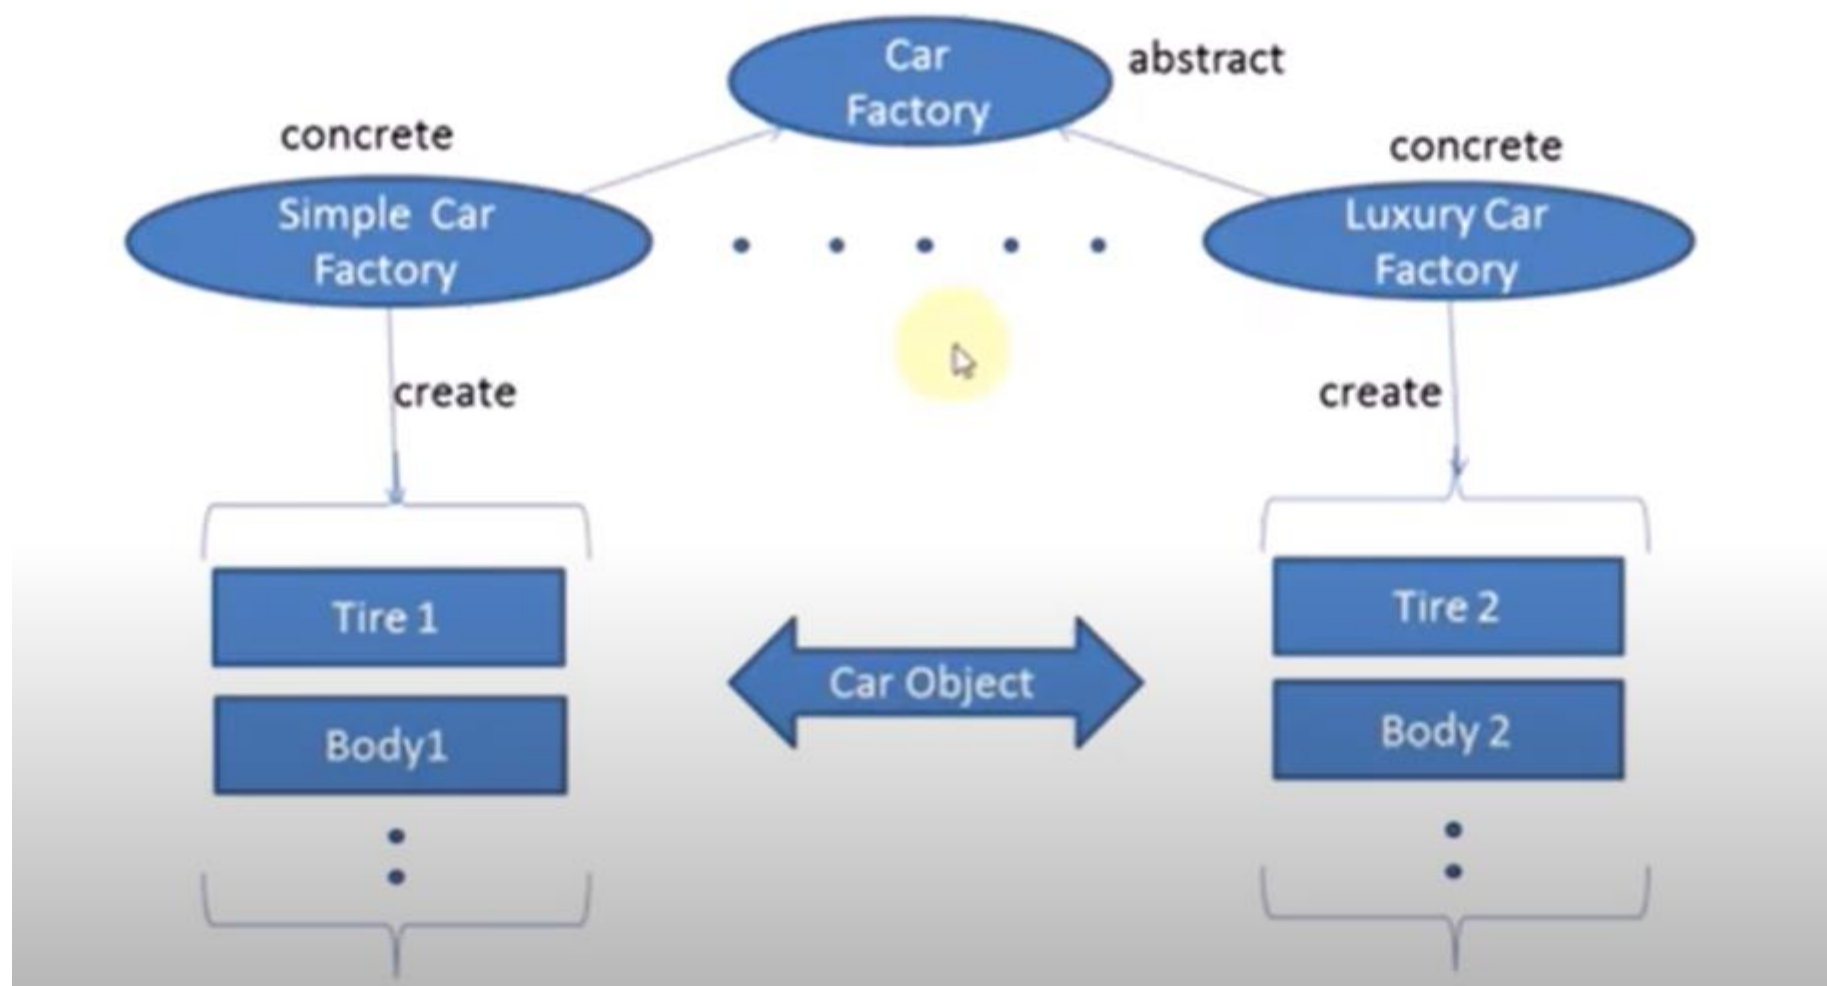 Car
Factory
abstract
concrete
concrete
Simple Car
Factory
Luxury Car
Factory
create
create
Tire 1
Tire 2
Car Object
Body1
Body 2